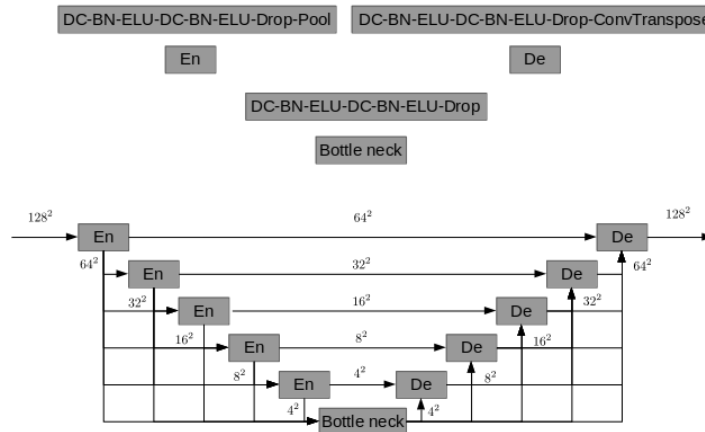 DC-BN-ELU-DC-BN-ELU-Drop-Pool DC-BN-ELU-DC-BN-ELU-Drop-ConvTranspose
En De
DC-BN-ELU-DC-BN-ELU-Drop
Bottle neck
128² 64² 128²
En De
64² 32² 64²
En De
32² 16² 32²
En De
16² 8² 16²
En De
8² 4² 8²
En De
4² 4²
Bottle neck